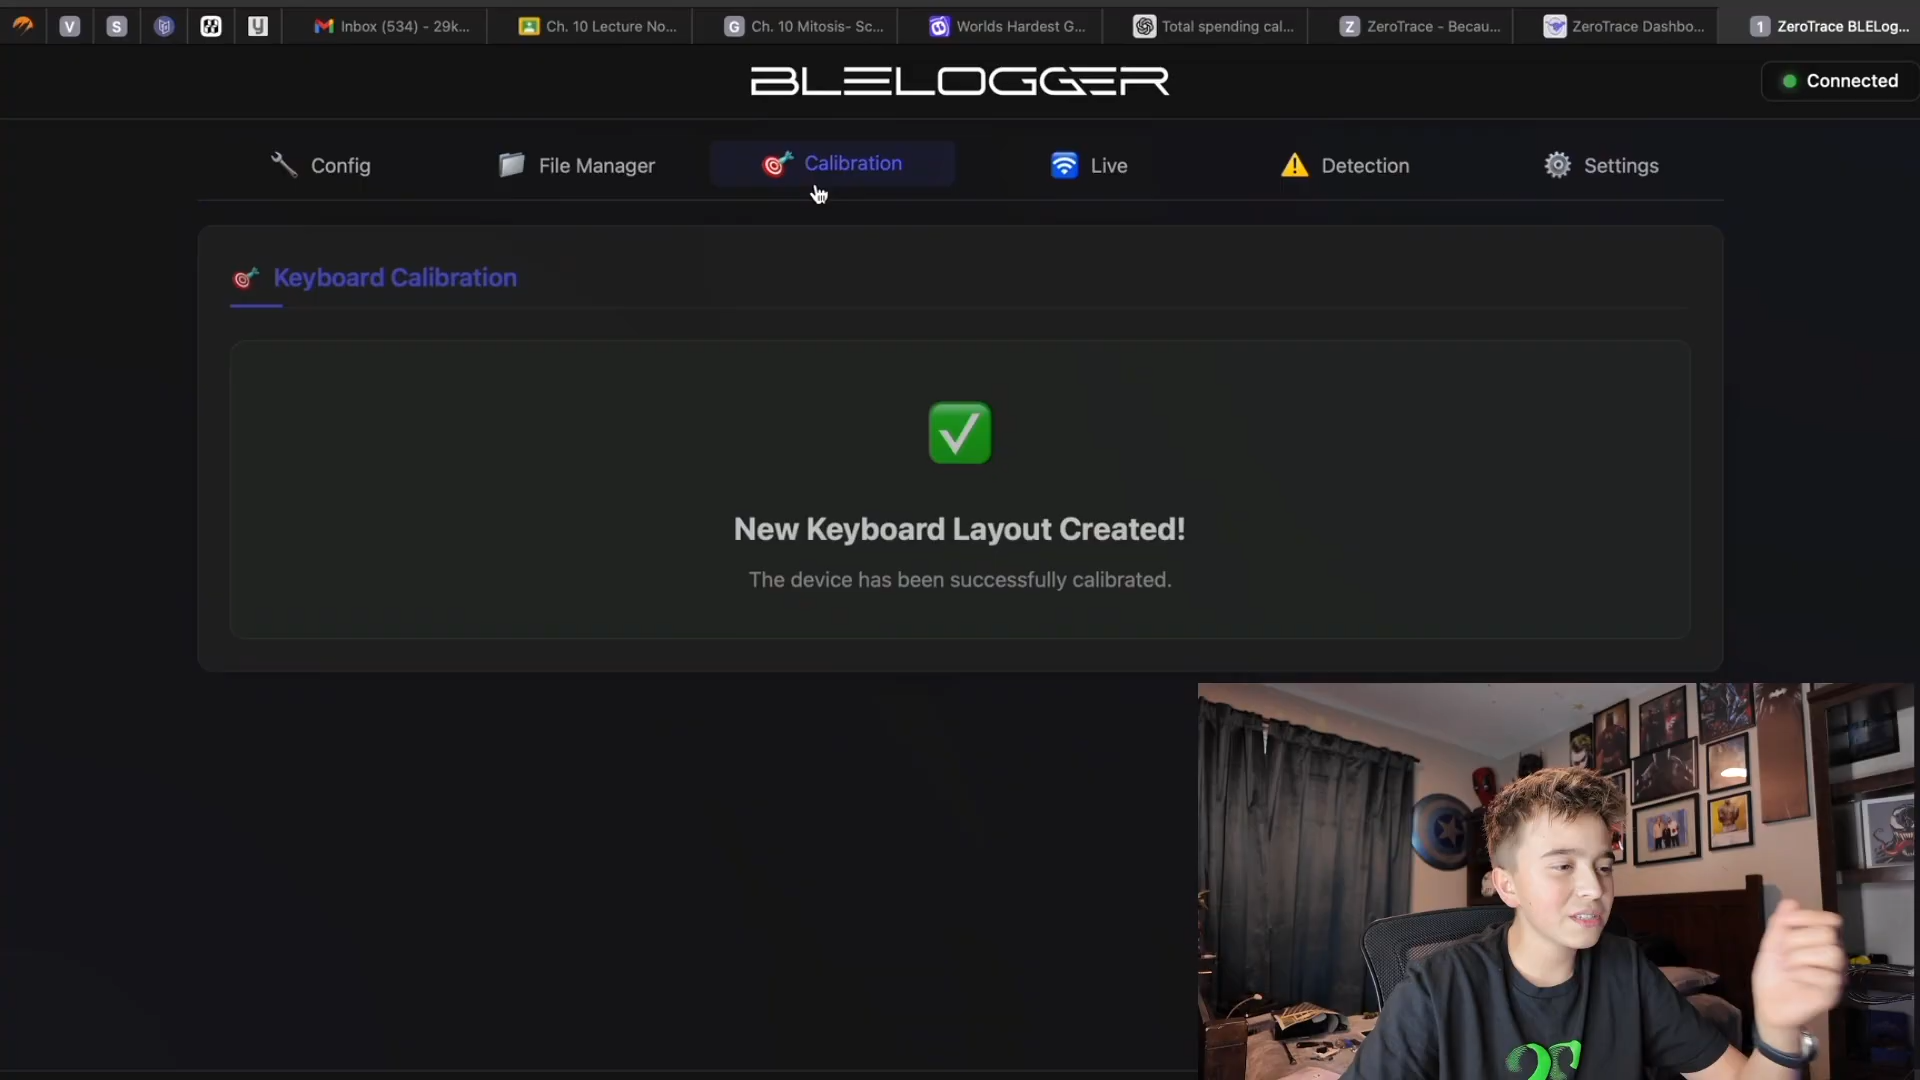 V
S
y
Inbox (534) - 29k...
Ch. 10 Lecture No...
G
Ch. 10 Mitosis- Sc...
Worlds Hardest G...
Total spending cal...
Z
ZeroTrace - Becau...
ZeroTrace Dashbo...
1
ZeroTrace BLELog...
BLELOGGER
Connected
Config
File Manager
Calibration
Live
Detection
Settings
Keyboard Calibration
New Keyboard Layout Created!
The device has been successfully calibrated.